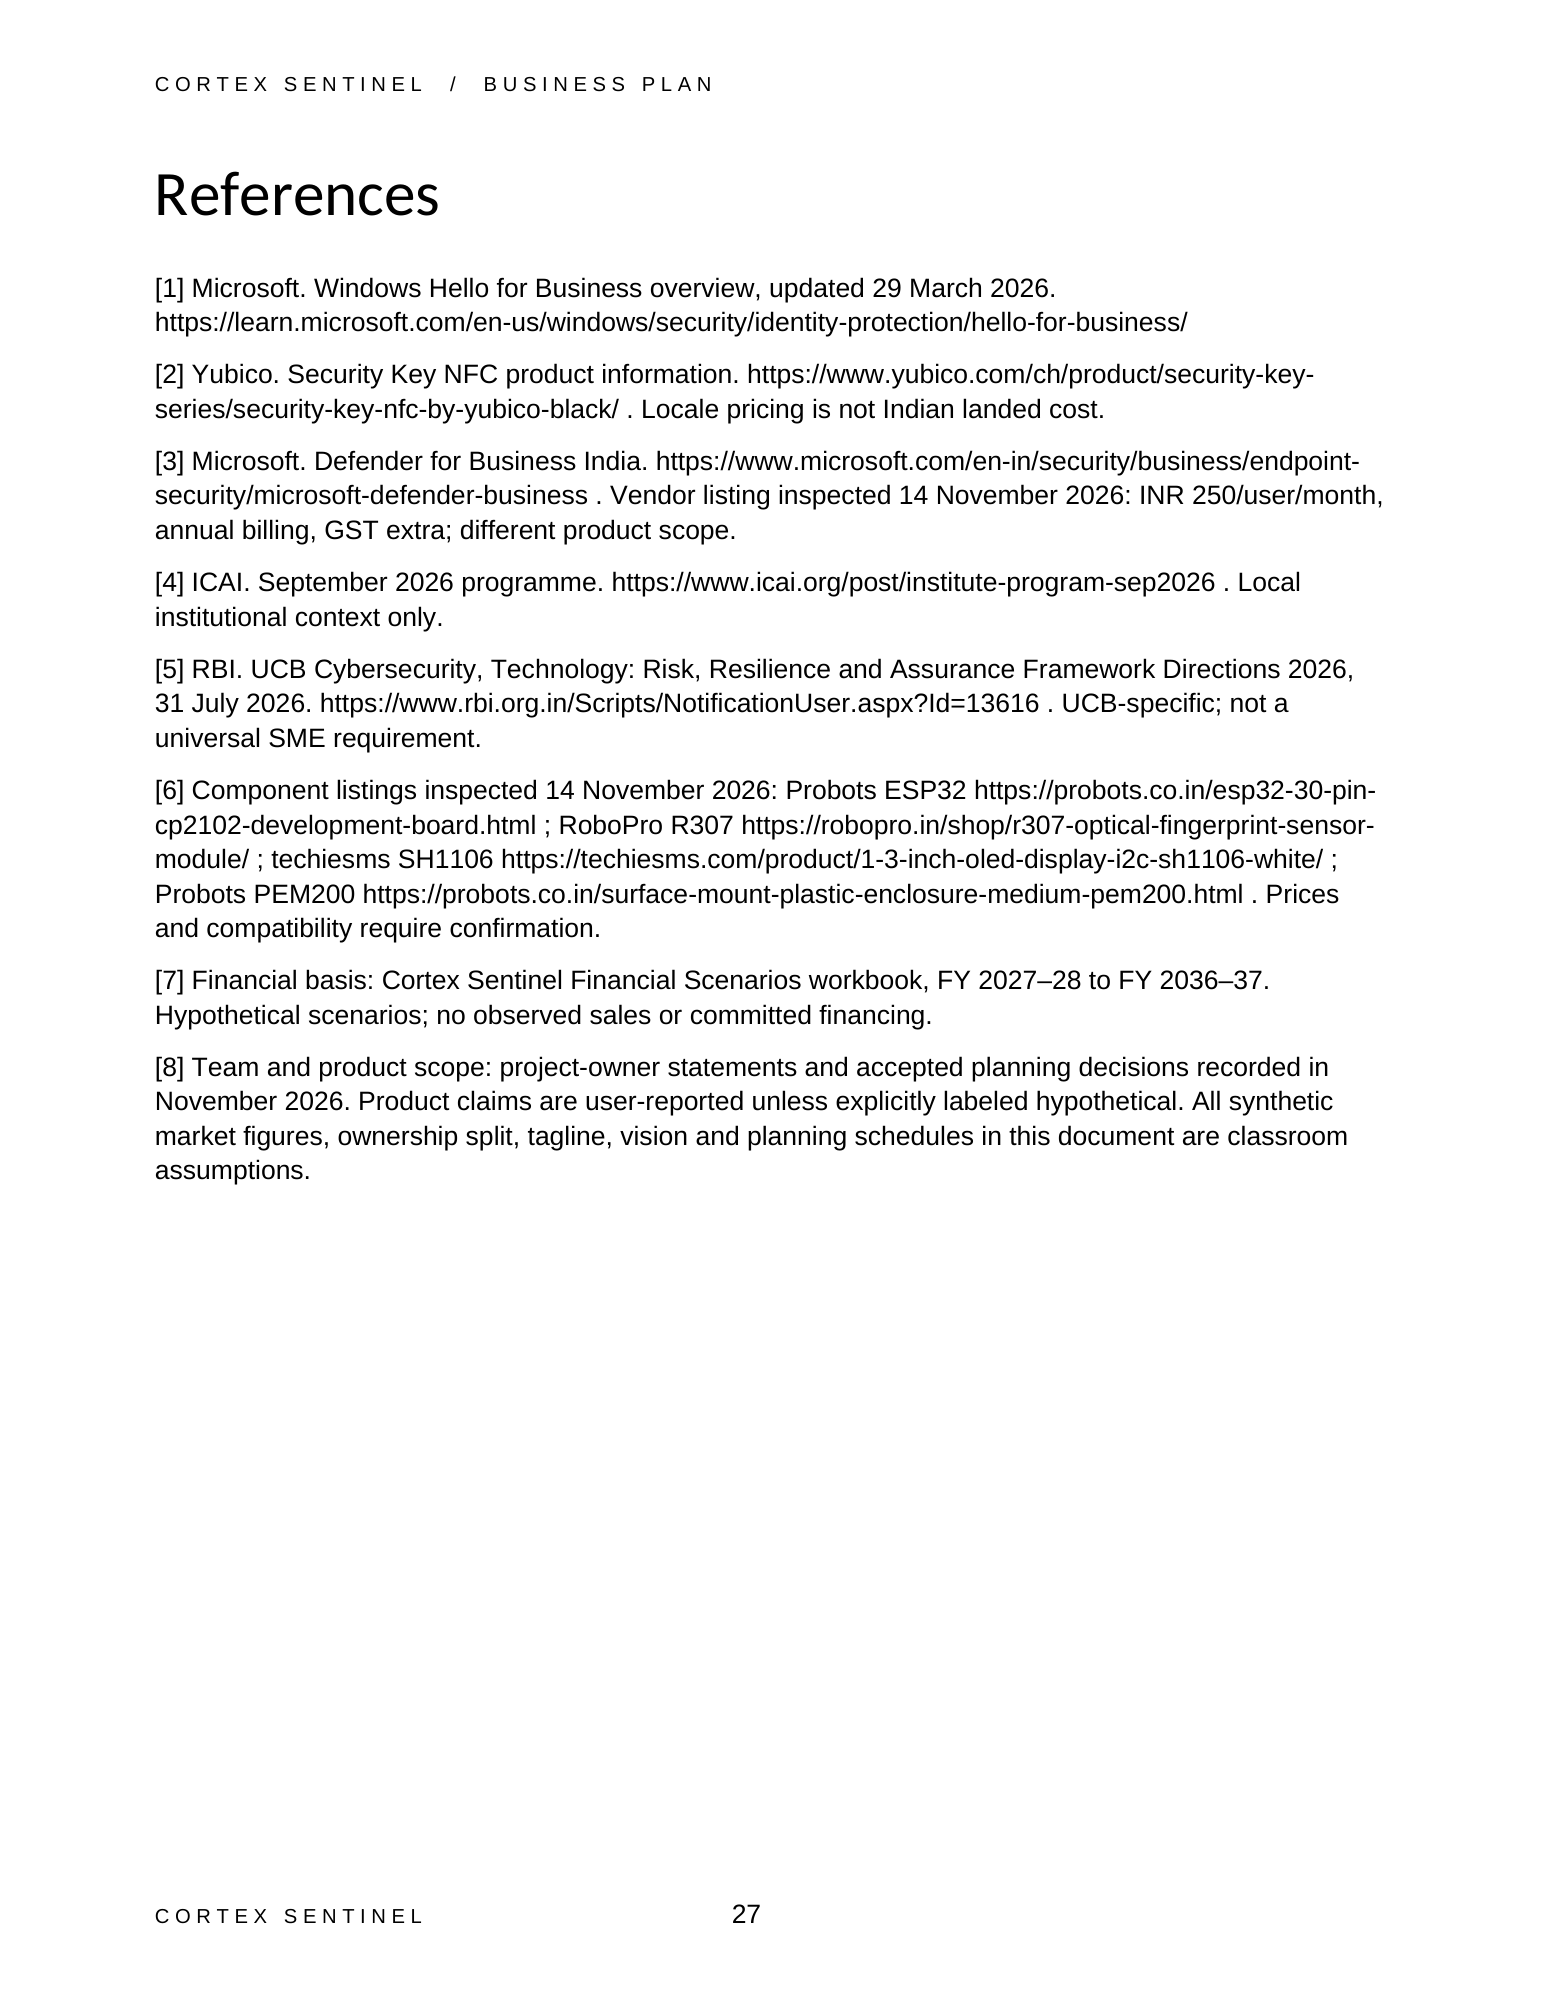 CORTEX SENTINEL / BUSINESS PLAN
References
[1] Microsoft. Windows Hello for Business overview, updated 29 March 2026.
https://learn.microsoft.com/en-us/windows/security/identity-protection/hello-for-business/
[2] Yubico. Security Key NFC product information. https://www.yubico.com/ch/product/security-key-
series/security-key-nfc-by-yubico-black/ . Locale pricing is not Indian landed cost.
[3] Microsoft. Defender for Business India. https://www.microsoft.com/en-in/security/business/endpoint-
security/microsoft-defender-business . Vendor listing inspected 14 November 2026: INR 250/user/month,
annual billing, GST extra; different product scope.
[4] ICAI. September 2026 programme. https://www.icai.org/post/institute-program-sep2026 . Local
institutional context only.
[5] RBI. UCB Cybersecurity, Technology: Risk, Resilience and Assurance Framework Directions 2026,
31 July 2026. https://www.rbi.org.in/Scripts/NotificationUser.aspx?Id=13616 . UCB-specific; not a
universal SME requirement.
[6] Component listings inspected 14 November 2026: Probots ESP32 https://probots.co.in/esp32-30-pin-
cp2102-development-board.html ; RoboPro R307 https://robopro.in/shop/r307-optical-fingerprint-sensor-
module/ ; techiesms SH1106 https://techiesms.com/product/1-3-inch-oled-display-i2c-sh1106-white/ ;
Probots PEM200 https://probots.co.in/surface-mount-plastic-enclosure-medium-pem200.html . Prices
and compatibility require confirmation.
[7] Financial basis: Cortex Sentinel Financial Scenarios workbook, FY 2027–28 to FY 2036–37.
Hypothetical scenarios; no observed sales or committed financing.
[8] Team and product scope: project-owner statements and accepted planning decisions recorded in
November 2026. Product claims are user-reported unless explicitly labeled hypothetical. All synthetic
market figures, ownership split, tagline, vision and planning schedules in this document are classroom
assumptions.
CORTEX SENTINEL 27